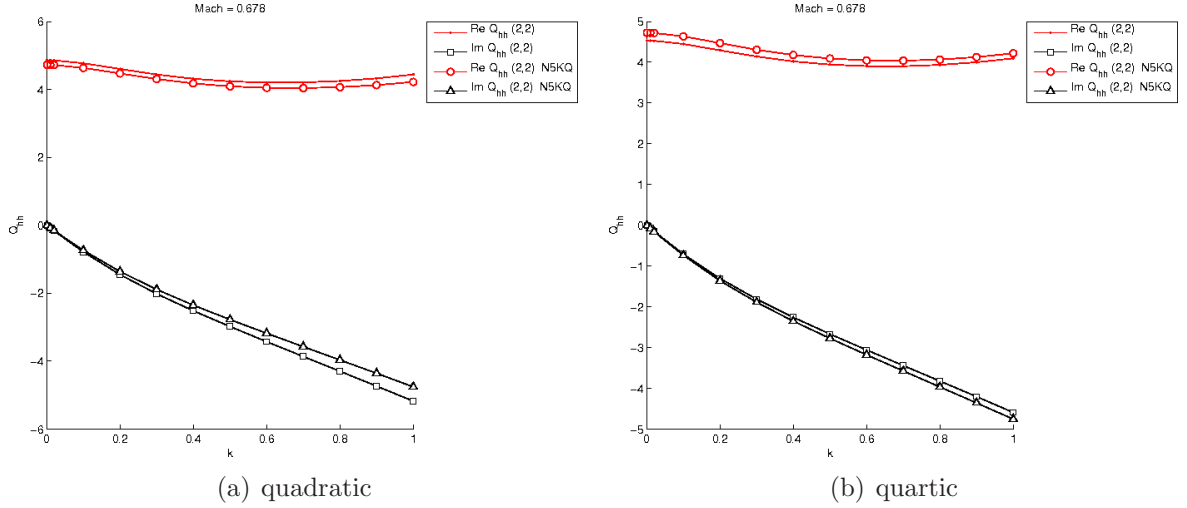 Mach = 0.678
Q_hh
6
4
2
0
−2
−4
−6
0
0.2
0.4
0.6
0.8
1
k
Re Q_hh (2,2)
Im Q_hh (2,2)
Re Q_hh (2,2) N5KQ
Im Q_hh (2,2) N5KQ
(a) quadratic
Mach = 0.678
Q_hh
5
4
3
2
1
0
−1
−2
−3
−4
−5
0
0.2
0.4
0.6
0.8
1
k
Re Q_hh (2,2)
Im Q_hh (2,2)
Re Q_hh (2,2) N5KQ
Im Q_hh (2,2) N5KQ
(b) quartic